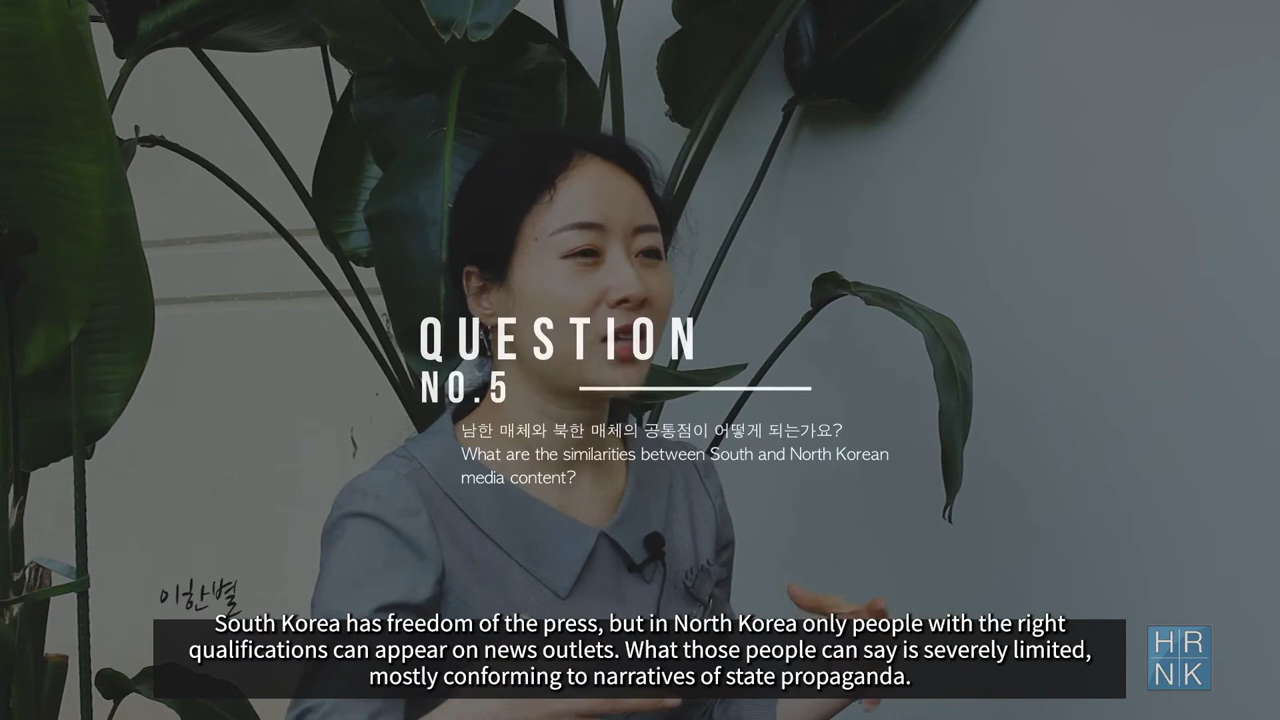 QUESTION
NO.5
남한 매체와 북한 매체의 공통점이 어떻게 되는가요?
What are the similarities between South and North Korean
media content?
이한별
South Korea has freedom of the press, but in North Korea only people with the right
qualifications can appear on news outlets. What those people can say is severely limited,
mostly conforming to narratives of state propaganda.
HR
NK